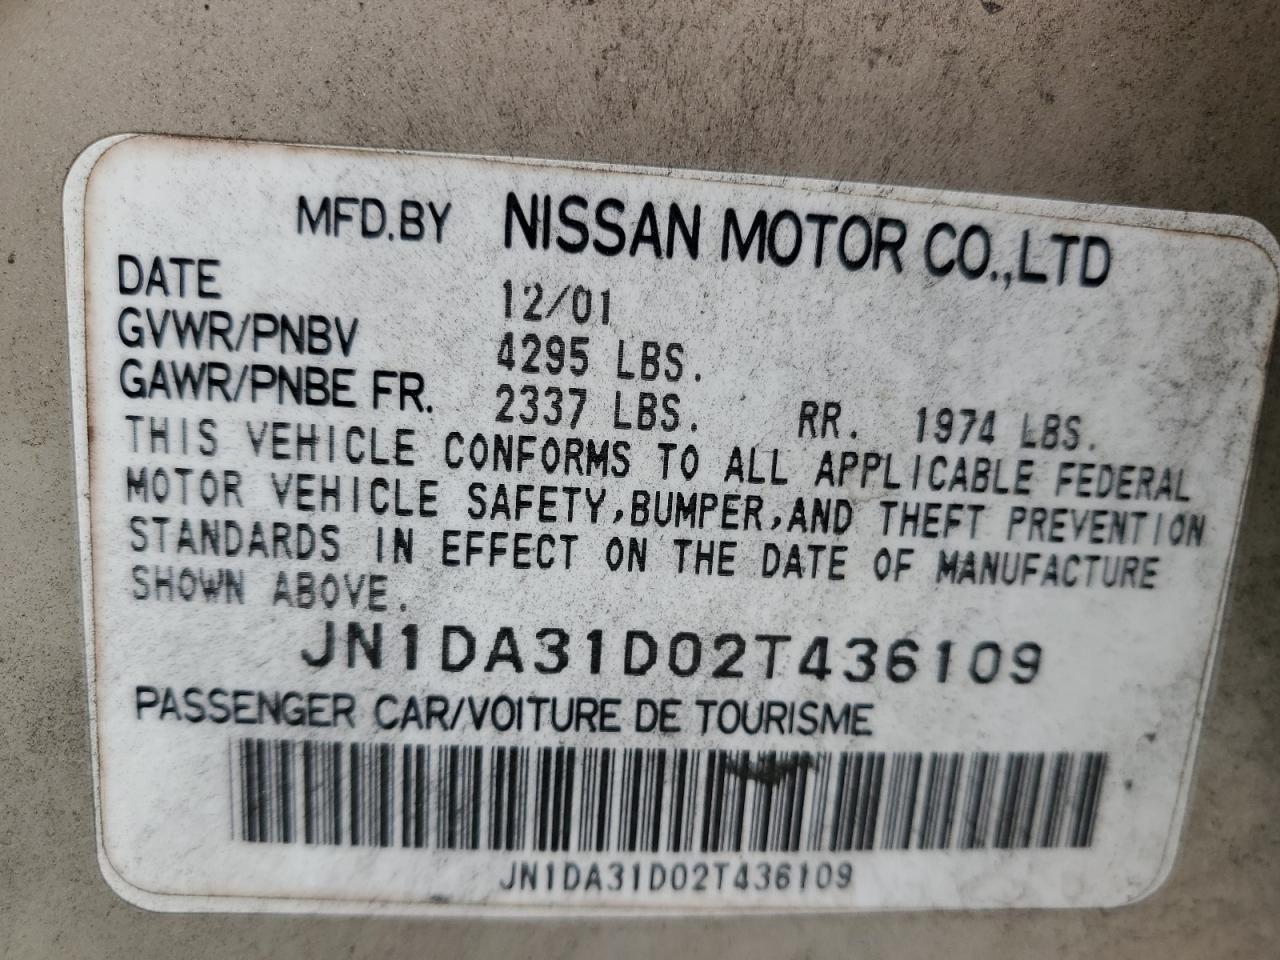 MFD.BY NISSAN MOTOR CO.,LTD
DATE 12/01
GVWR/PNBV 4295 LBS.
GAWR/PNBE FR. 2337 LBS. RR. 1974 LBS.
THIS VEHICLE CONFORMS TO ALL APPLICABLE FEDERAL
MOTOR VEHICLE SAFETY,BUMPER,AND THEFT PREVENTION
STANDARDS IN EFFECT ON THE DATE OF MANUFACTURE
SHOWN ABOVE.
JN1DA31D02T436109
PASSENGER CAR/VOITURE DE TOURISME
JN1DA31D02T436109